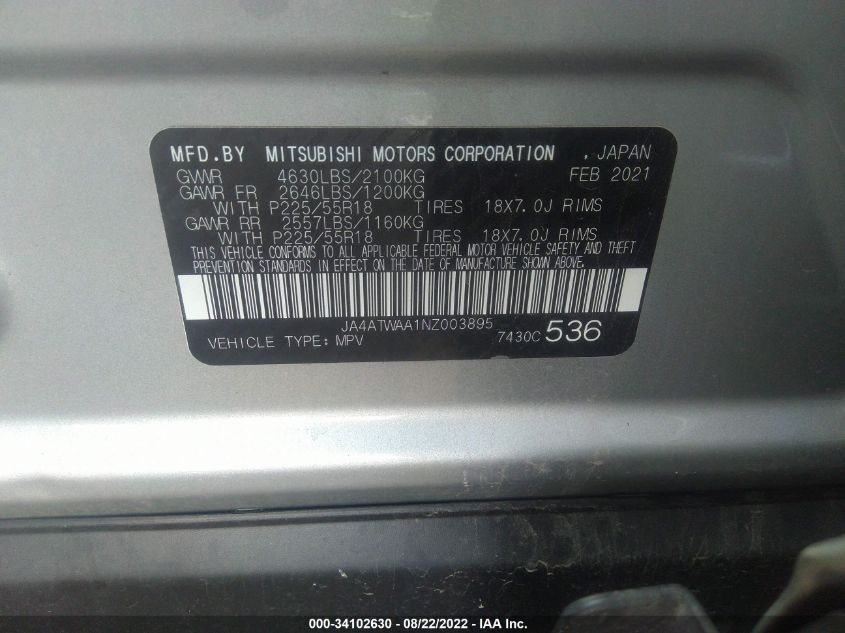 MFD.BY MITSUBISHI MOTORS CORPORATION , JAPAN
GVWR 4630LBS/2100KG FEB 2021
GAWR FR 2646LBS/1200KG
WITH P225/55R18 TIRES 18X7.0J RIMS
GAWR RR 2557LBS/1160KG
WITH P225/55R18 TIRES 18X7.0J RIMS
THIS VEHICLE CONFORMS TO ALL APPLICABLE FEDERAL MOTOR VEHICLE SAFETY AND THEFT
PREVENTION STANDARDS IN EFFECT ON THE DATE OF MANUFACTURE SHOWN ABOVE.
JA4ATWAA1NZ003895
VEHICLE TYPE: MPV 7430C 536
000-34102630 - 08/22/2022 - © IAA, Inc.